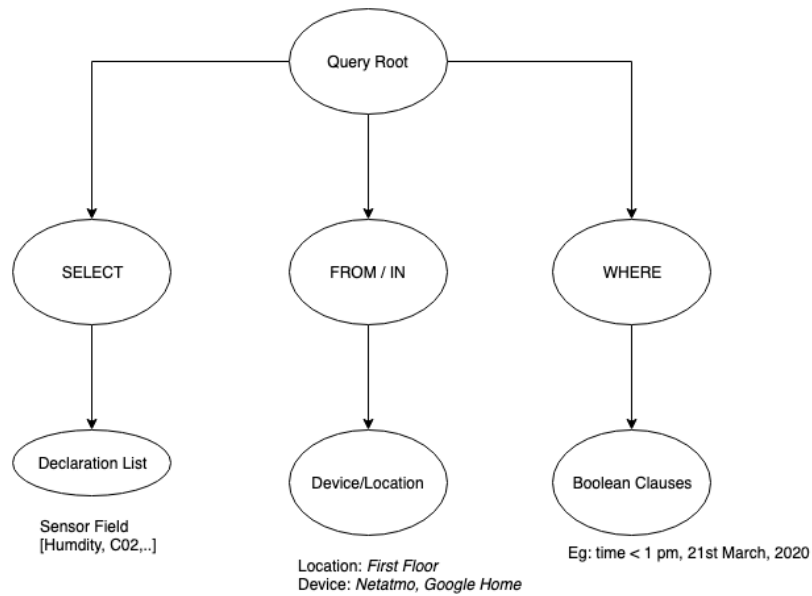 Query Root
SELECT
FROM / IN
WHERE
Declaration List
Device/Location
Boolean Clauses
Sensor Field
[Humdity, C02,..]
Location: First Floor
Device: Netatmo, Google Home
Eg: time < 1 pm, 21st March, 2020